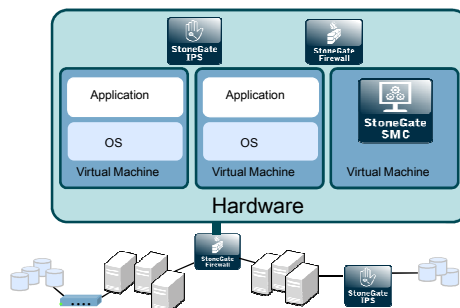 StoneGate
IPS
StoneGate
Firewall
Application
OS
Virtual Machine
Application
OS
Virtual Machine
StoneGate
SMC
Virtual Machine
Hardware
StoneGate
Firewall
StoneGate
IPS